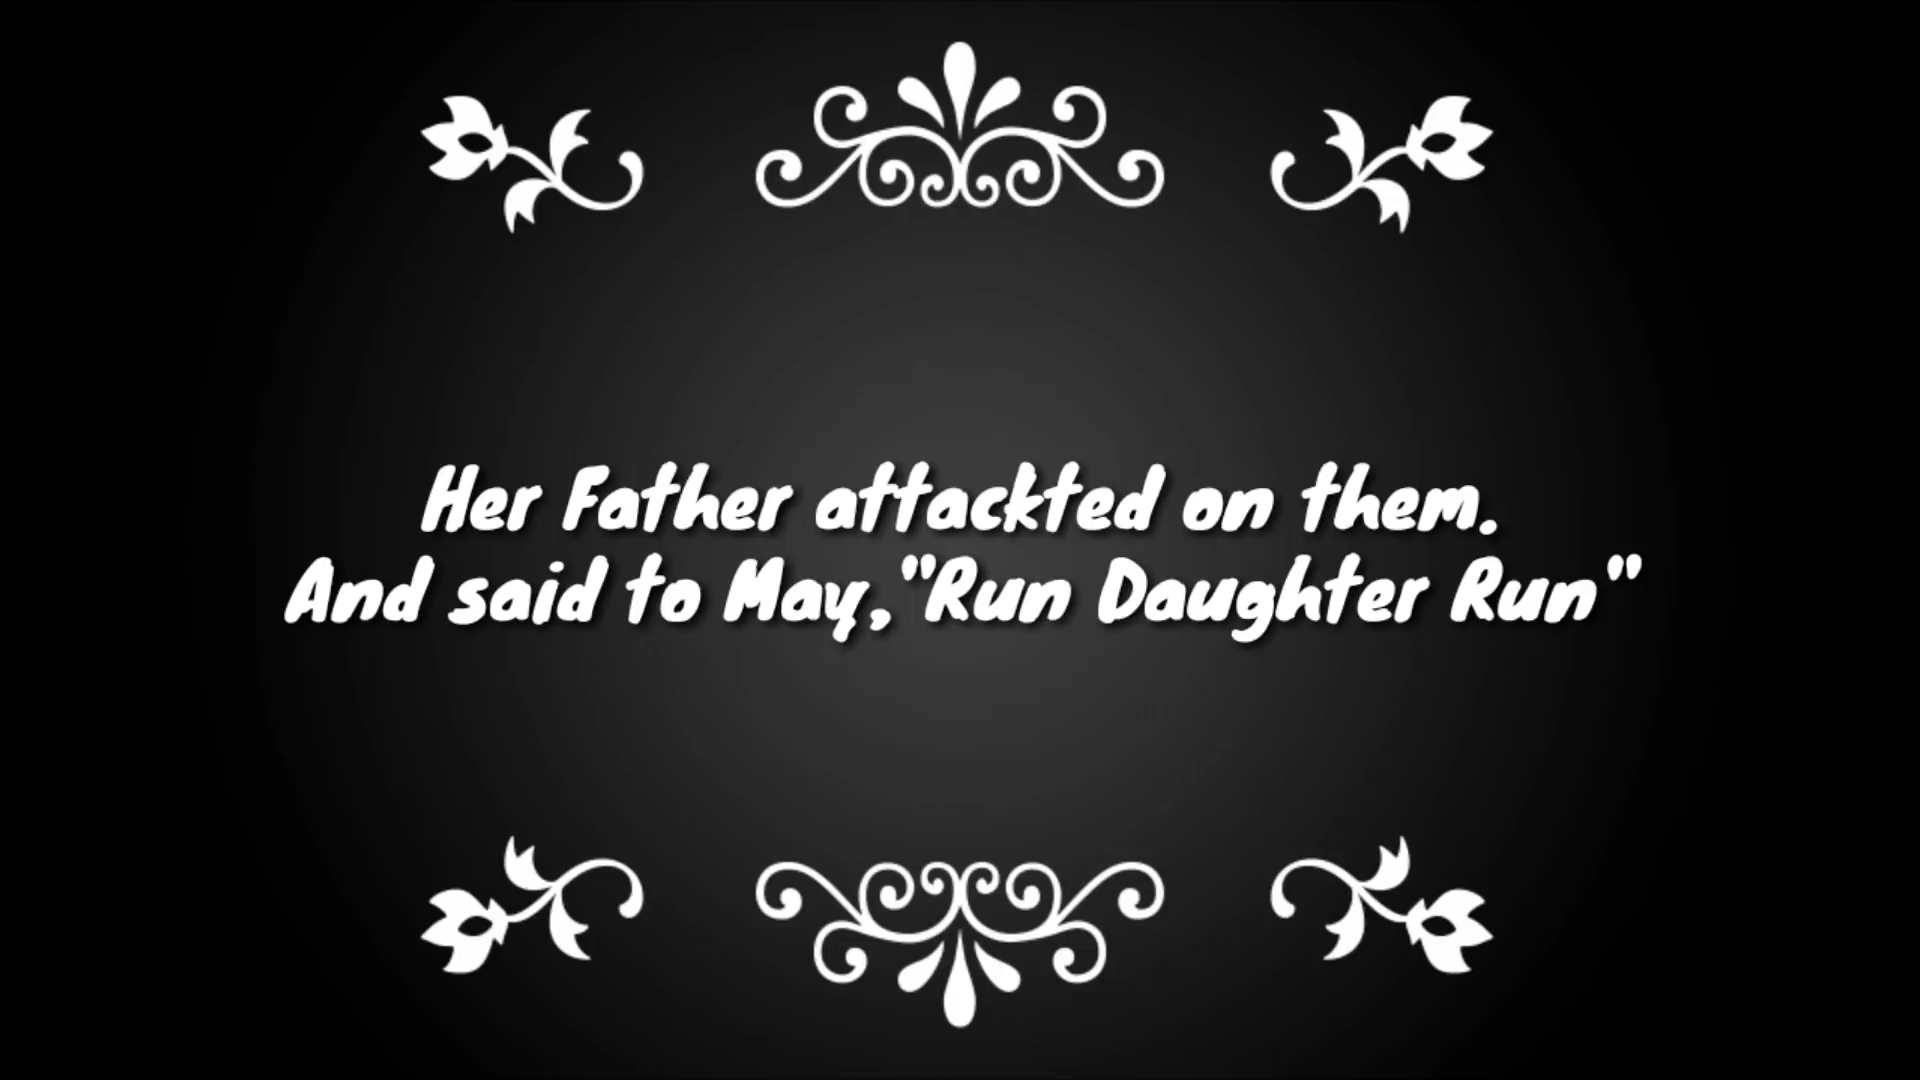 Her Father attackted on them.
And said to May,"Run Daughter Run"